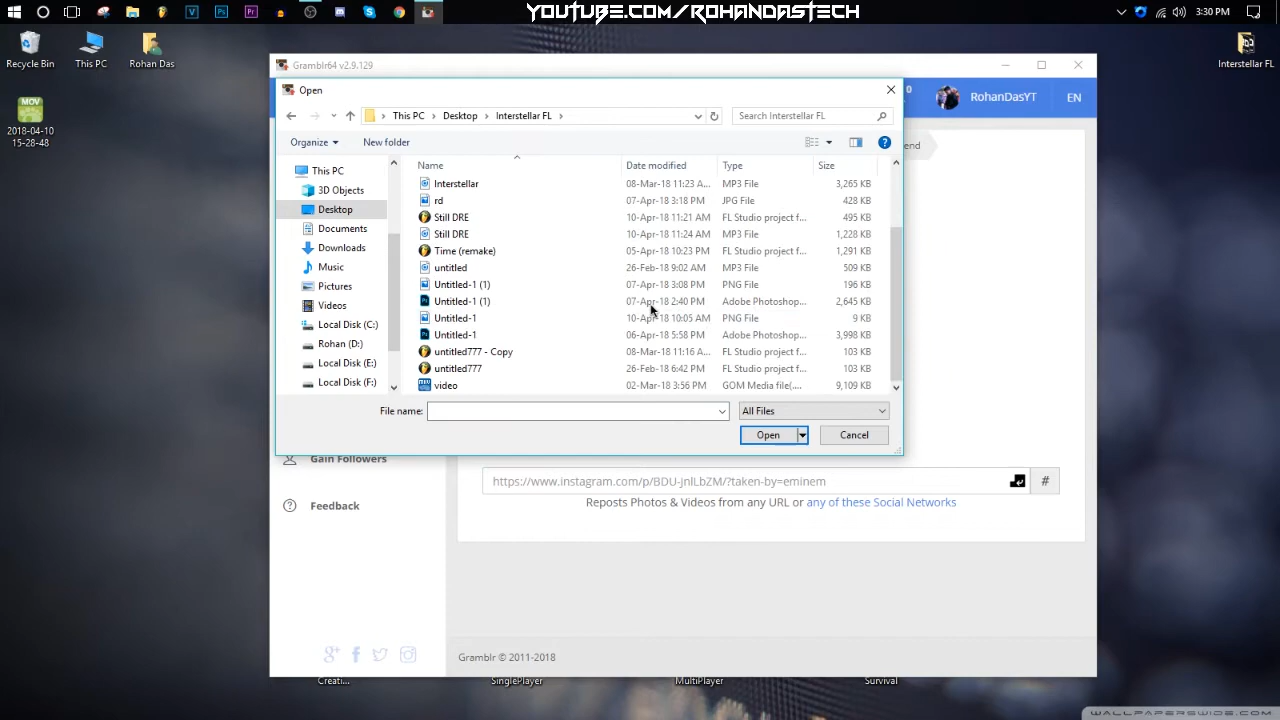 YOUTUBE.COM/ROHANDASTECH
3:30 PM
Recycle Bin
This PC
Rohan Das
Interstellar FL
MOV
2018-04-10
15-28-48
Gramblr64 v2.9.129
RohanDasYT
EN
Open
This PC
Desktop
Interstellar FL
Search Interstellar FL
Organize
New folder
Name
Date modified
Type
Size
This PC
3D Objects
Desktop
Documents
Downloads
Music
Pictures
Videos
Local Disk (C:)
Rohan (D:)
Local Disk (E:)
Local Disk (F:)
Interstellar 08-Mar-18 11:23 A... MP3 File 3,265 KB
rd 07-Apr-18 3:18 PM JPG File 428 KB
Still DRE 10-Apr-18 11:21 AM FL Studio project f... 495 KB
Still DRE 10-Apr-18 11:24 AM MP3 File 1,228 KB
Time (remake) 05-Apr-18 10:23 PM FL Studio project f... 1,291 KB
untitled 26-Feb-18 9:02 AM MP3 File 509 KB
Untitled-1 (1) 07-Apr-18 3:08 PM PNG File 196 KB
Untitled-1 (1) 07-Apr-18 2:40 PM Adobe Photoshop... 2,645 KB
Untitled-1 10-Apr-18 10:05 AM PNG File 9 KB
Untitled-1 06-Apr-18 5:58 PM Adobe Photoshop... 3,998 KB
untitled777 - Copy 08-Mar-18 11:16 A... FL Studio project f... 103 KB
untitled777 26-Feb-18 6:42 PM FL Studio project f... 103 KB
video 02-Mar-18 3:56 PM GOM Media file(.... 9,109 KB
File name:
All Files
Open
Cancel
Gain Followers
Feedback
https://www.instagram.com/p/BDU-jnlLbZM/?taken-by=eminem
#
Reposts Photos & Videos from any URL or any of these Social Networks
Gramblr © 2011-2018
Creati...
SinglePlayer
MultiPlayer
Survival
WALLPAPERSWIDE.COM